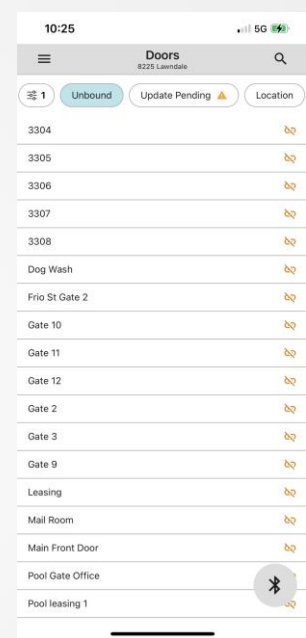 10:25
5G
Doors
8225 Lawndale
1
Unbound
Update Pending
Location
3304
3305
3306
3307
3308
Dog Wash
Frio St Gate 2
Gate 10
Gate 11
Gate 12
Gate 2
Gate 3
Gate 9
Leasing
Mail Room
Main Front Door
Pool Gate Office
Pool leasing 1